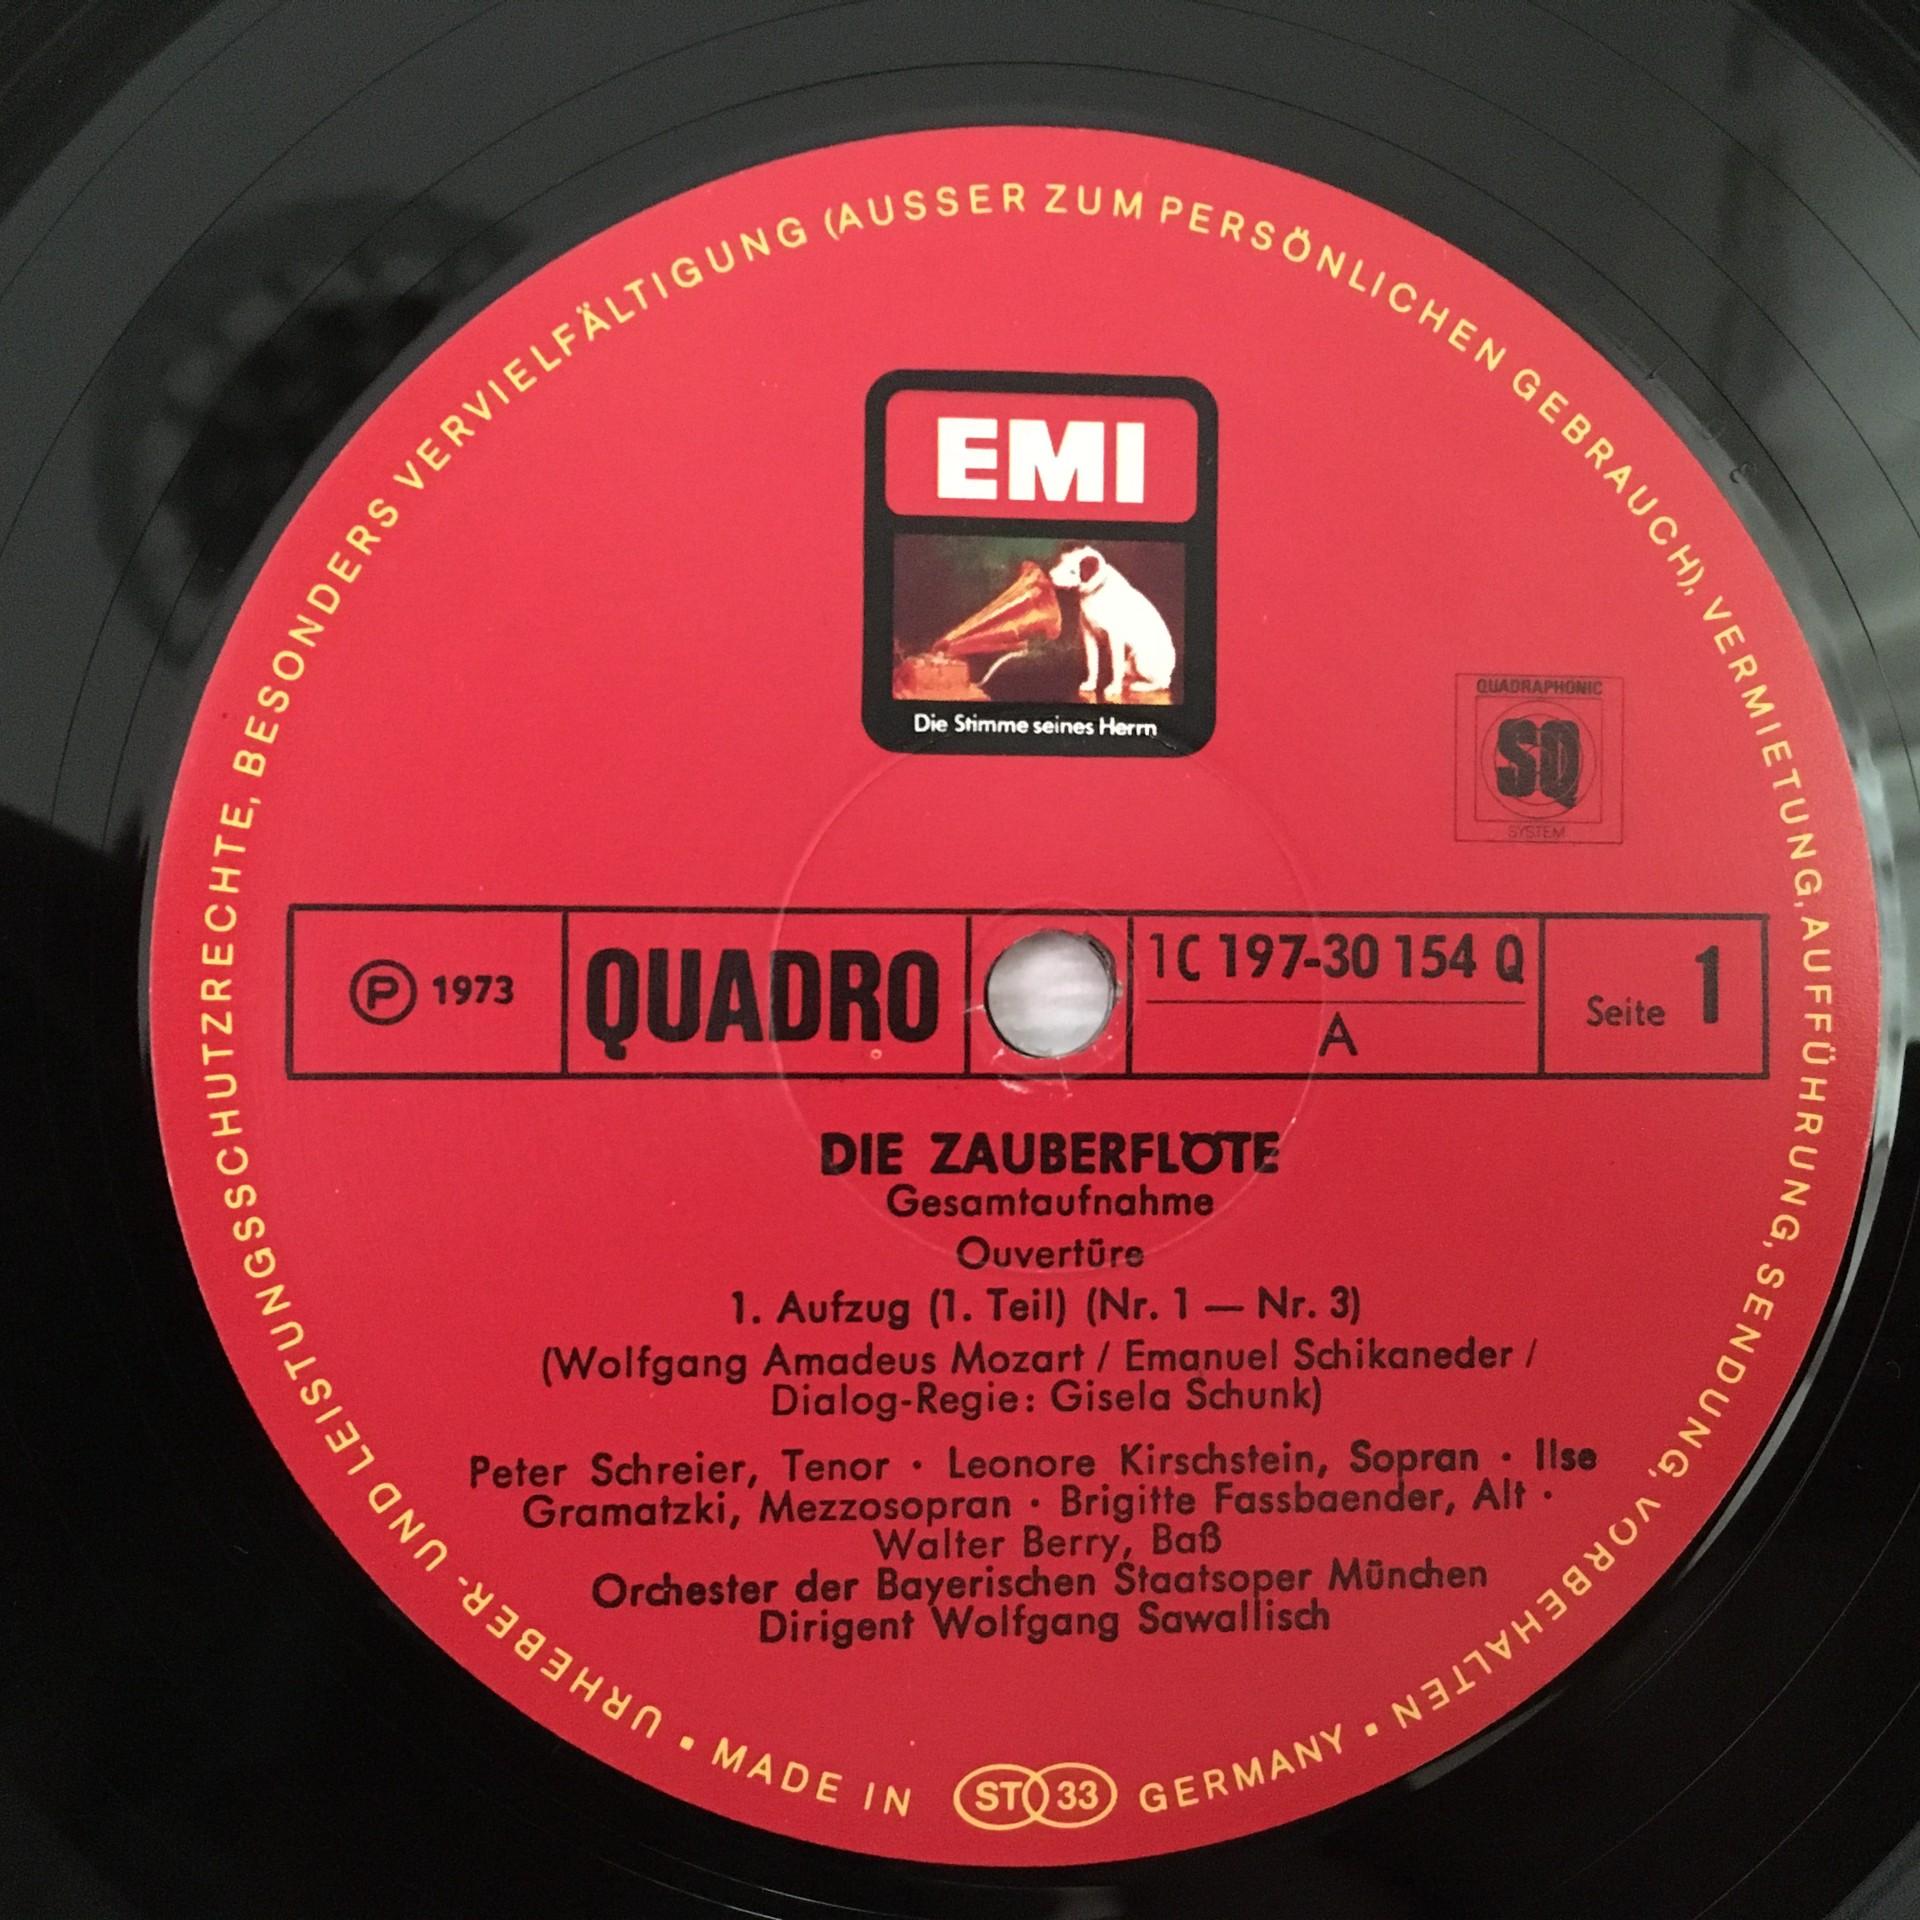 URHEBER- UND LEISTUNGSSCHUTZRECHTE, BESONDERS VERVIELFÄLTIGUNG (AUSSER ZUM PERSÖNLICHEN GEBRAUCH), VERMIETUNG, AUFFÜHRUNG, SENDUNG, VORBEHALTEN
EMI
Die Stimme seines Herrn
QUADRAPHONIC
SQ
SYSTEM
Ⓟ 1973
QUADRO
1C 197-30 154 Q
A
Seite 1
DIE ZAUBERFLÖTE
Gesamtaufnahme
Ouvertüre
1. Aufzug (1. Teil) (Nr. 1 — Nr. 3)
(Wolfgang Amadeus Mozart / Emanuel Schikaneder /
Dialog-Regie: Gisela Schunk)
Peter Schreier, Tenor · Leonore Kirschstein, Sopran · Ilse
Gramatzki, Mezzosopran · Brigitte Fassbaender, Alt ·
Walter Berry, Baß
Orchester der Bayerischen Staatsoper München
Dirigent Wolfgang Sawallisch
• MADE IN ST 33 GERMANY •